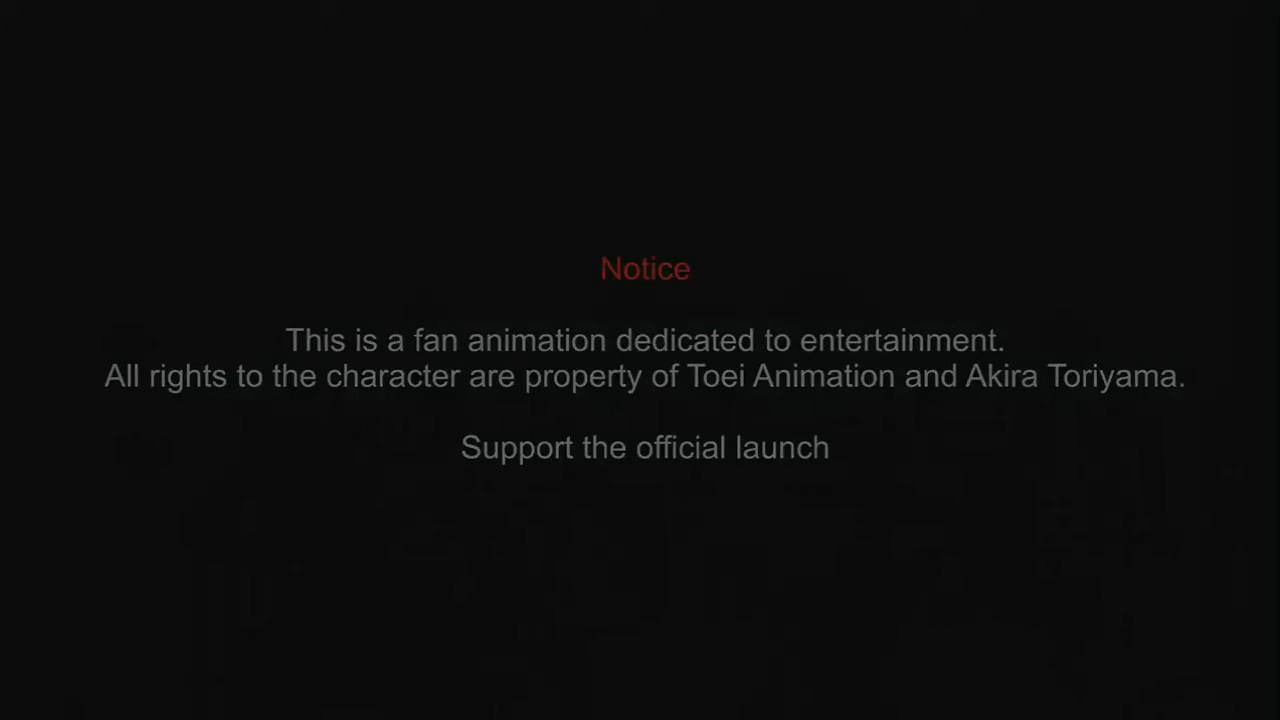 Notice
This is a fan animation dedicated to entertainment.
All rights to the character are property of Toei Animation and Akira Toriyama.
Support the official launch